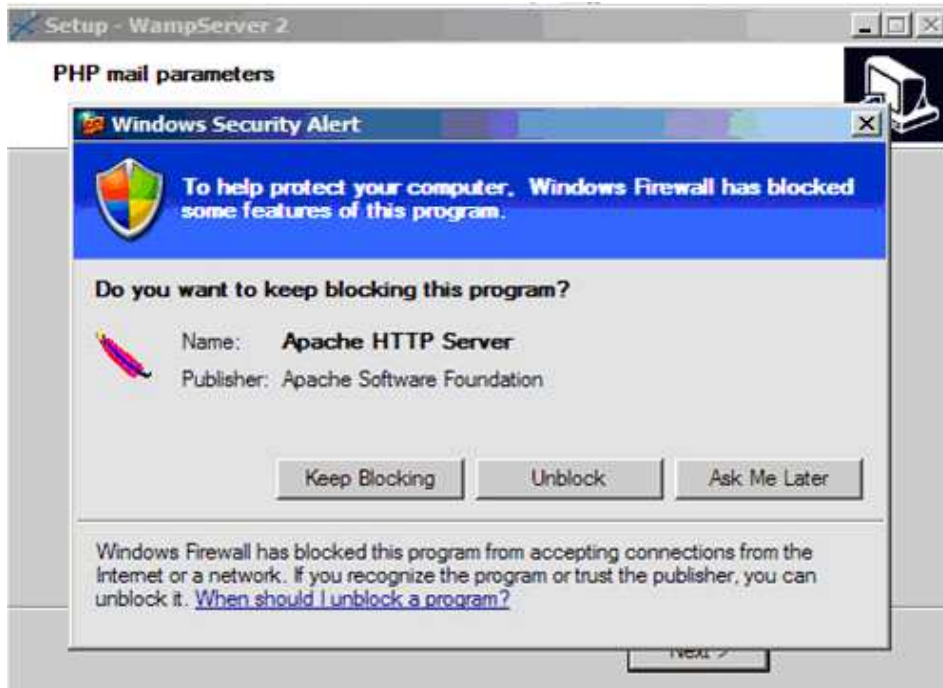 Setup - WampServer 2
PHP mail parameters
Windows Security Alert
To help protect your computer, Windows Firewall has blocked
some features of this program.
Do you want to keep blocking this program?
Name: Apache HTTP Server
Publisher: Apache Software Foundation
Keep Blocking Unblock Ask Me Later
Windows Firewall has blocked this program from accepting connections from the
Internet or a network. If you recognize the program or trust the publisher, you can
unblock it. When should I unblock a program?
Next >